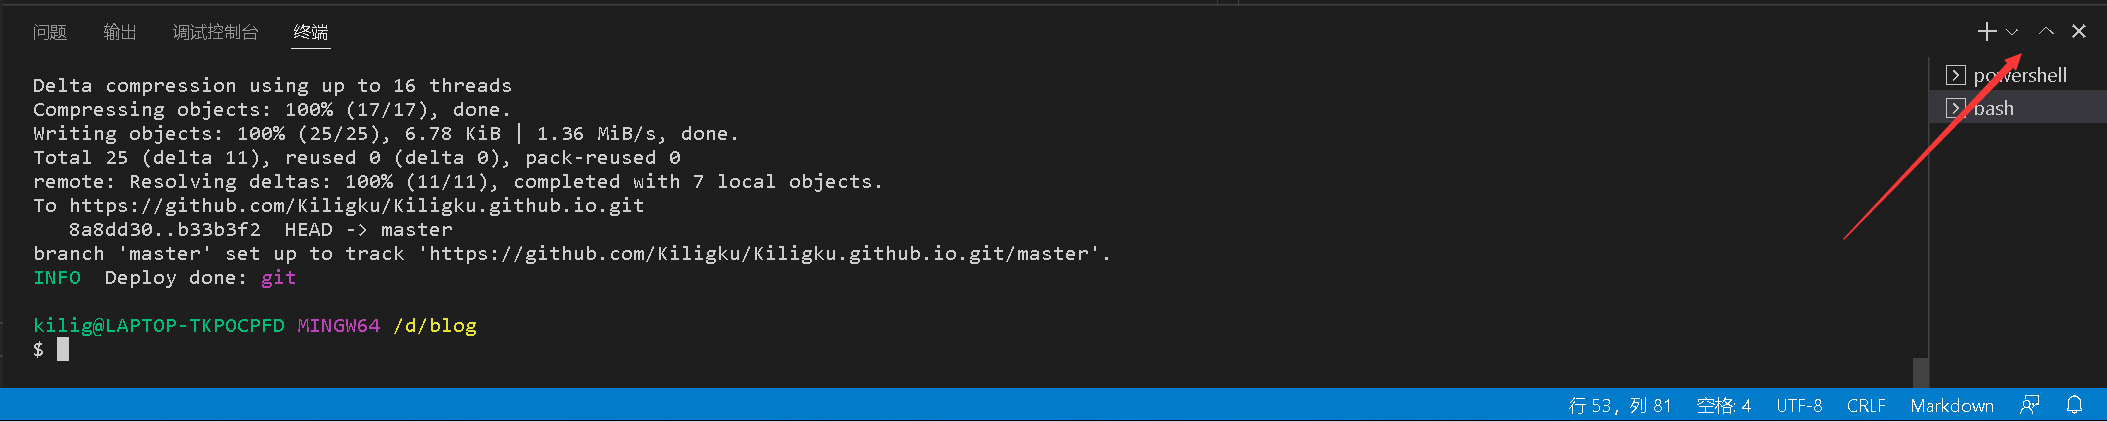 问题 输出 调试控制台 终端
Delta compression using up to 16 threads
Compressing objects: 100% (17/17), done.
Writing objects: 100% (25/25), 6.78 KiB | 1.36 MiB/s, done.
Total 25 (delta 11), reused 0 (delta 0), pack-reused 0
remote: Resolving deltas: 100% (11/11), completed with 7 local objects.
To https://github.com/Kiligku/Kiligku.github.io.git
   8a8dd30..b33b3f2  HEAD -> master
branch 'master' set up to track 'https://github.com/Kiligku/Kiligku.github.io.git/master'.
INFO  Deploy done: git
kilig@LAPTOP-TKPOCPFD MINGW64 /d/blog
$
powershell
bash
行 53，列 81 空格: 4 UTF-8 CRLF Markdown